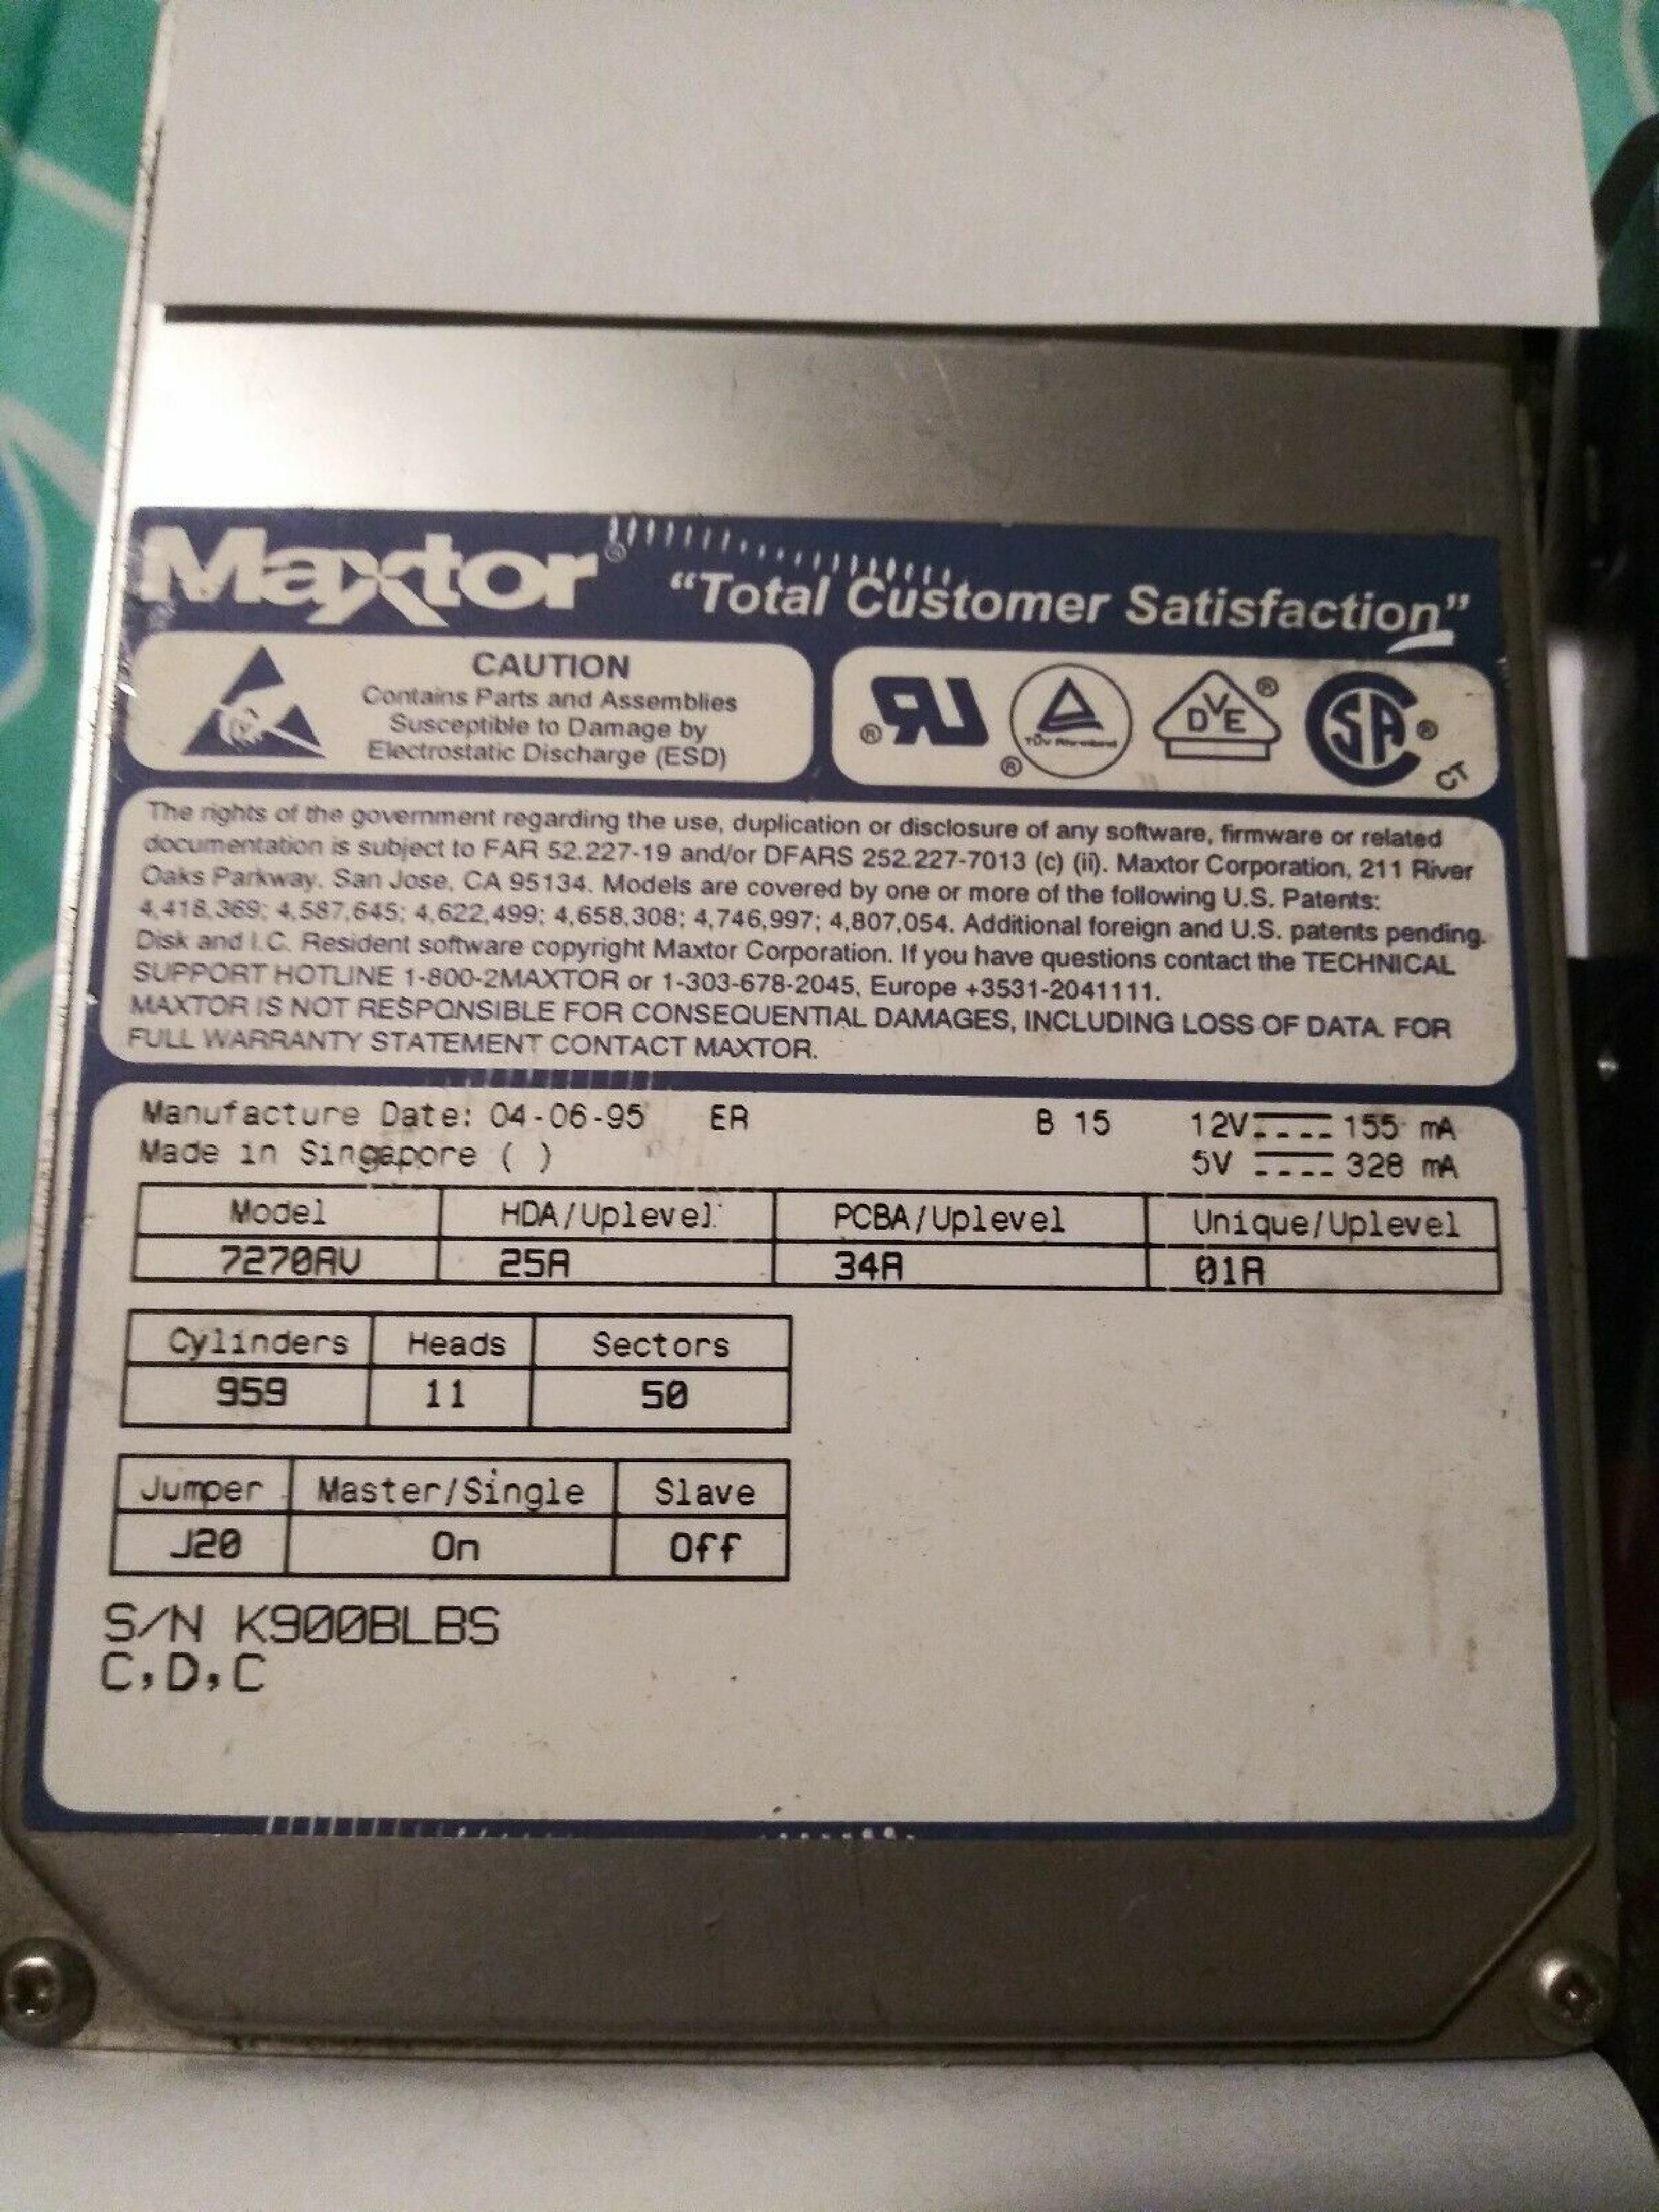 Maxtor® "Total Customer Satisfaction"
CAUTION
Contains Parts and Assemblies
Susceptible to Damage by
Electrostatic Discharge (ESD)
® RU ® TÜV Rheinland DVE ® SA ® CT
The rights of the government regarding the use, duplication or disclosure of any software, firmware or related
documentation is subject to FAR 52.227-19 and/or DFARS 252.227-7013 (c) (ii). Maxtor Corporation, 211 River
Oaks Parkway, San Jose, CA 95134. Models are covered by one or more of the following U.S. Patents:
4,418,369; 4,587,645; 4,622,499; 4,658,308; 4,746,997; 4,807,054. Additional foreign and U.S. patents pending.
Disk and I.C. Resident software copyright Maxtor Corporation. If you have questions contact the TECHNICAL
SUPPORT HOTLINE 1-800-2MAXTOR or 1-303-678-2045, Europe +3531-2041111.
MAXTOR IS NOT RESPONSIBLE FOR CONSEQUENTIAL DAMAGES, INCLUDING LOSS OF DATA. FOR
FULL WARRANTY STATEMENT CONTACT MAXTOR.
Manufacture Date: 04-06-95 ER B 15 12V 155 mA
Made in Singapore ( ) 5V 328 mA
Model HDA/Uplevel PCBA/Uplevel Unique/Uplevel
7270AV 25A 34A 01A
Cylinders Heads Sectors
959 11 50
Jumper Master/Single Slave
J20 On Off
S/N K900BLBS
C,D,C